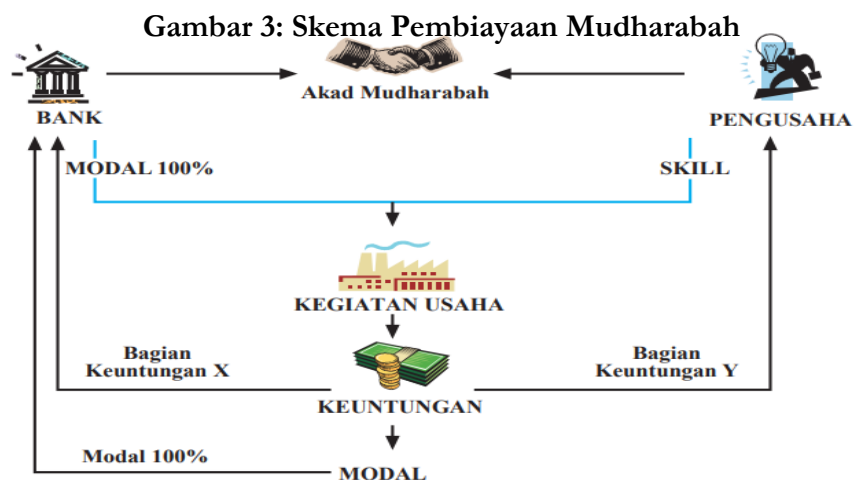 Gambar 3: Skema Pembiayaan Mudharabah
Akad Mudharabah
BANK
PENGUSAHA
MODAL 100%
SKILL
KEGIATAN USAHA
Bagian
Keuntungan X
Bagian
Keuntungan Y
KEUNTUNGAN
Modal 100%
MODAL